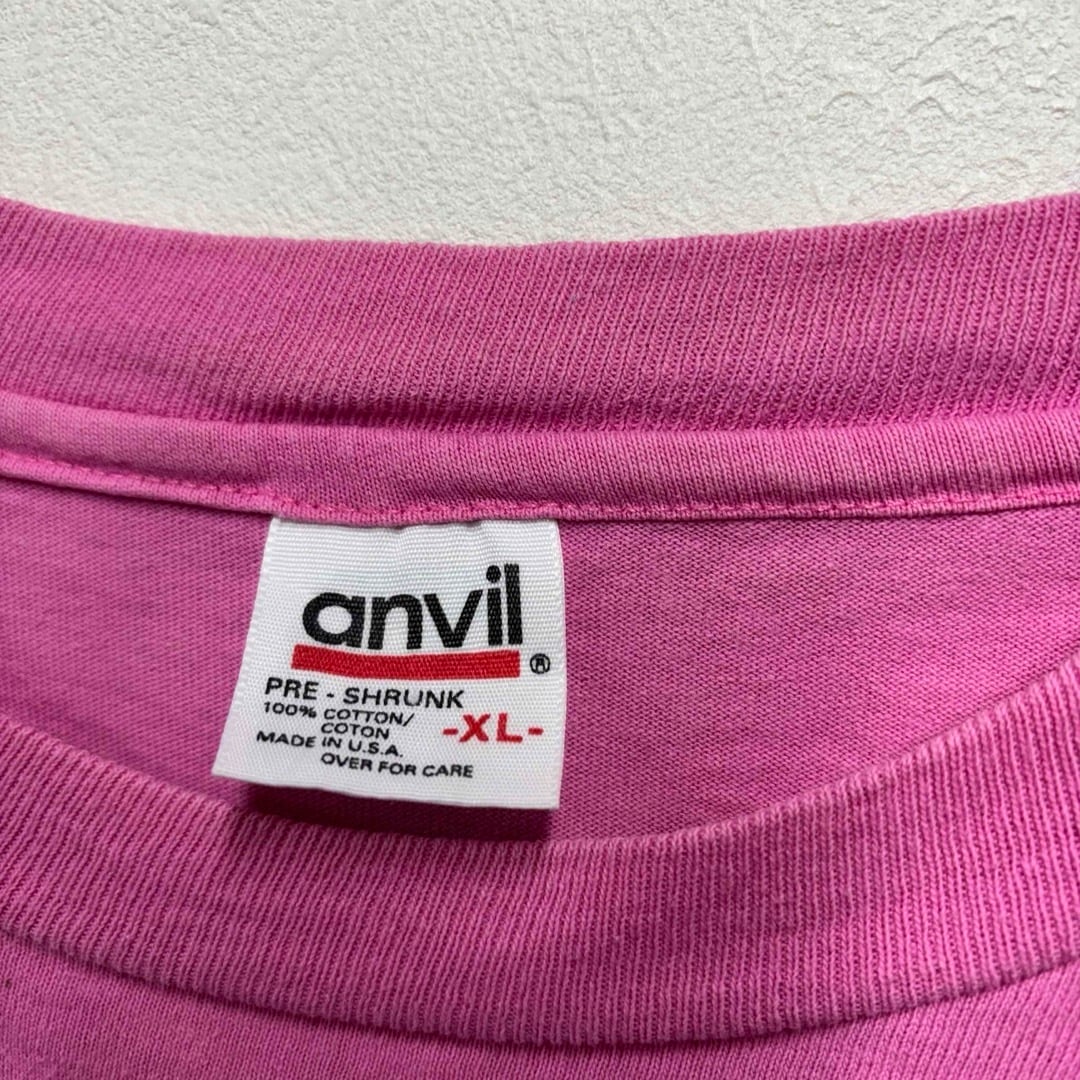 anvil
®
PRE - SHRUNK
100% COTTON/
COTON
-XL-
MADE IN U.S.A.
OVER FOR CARE